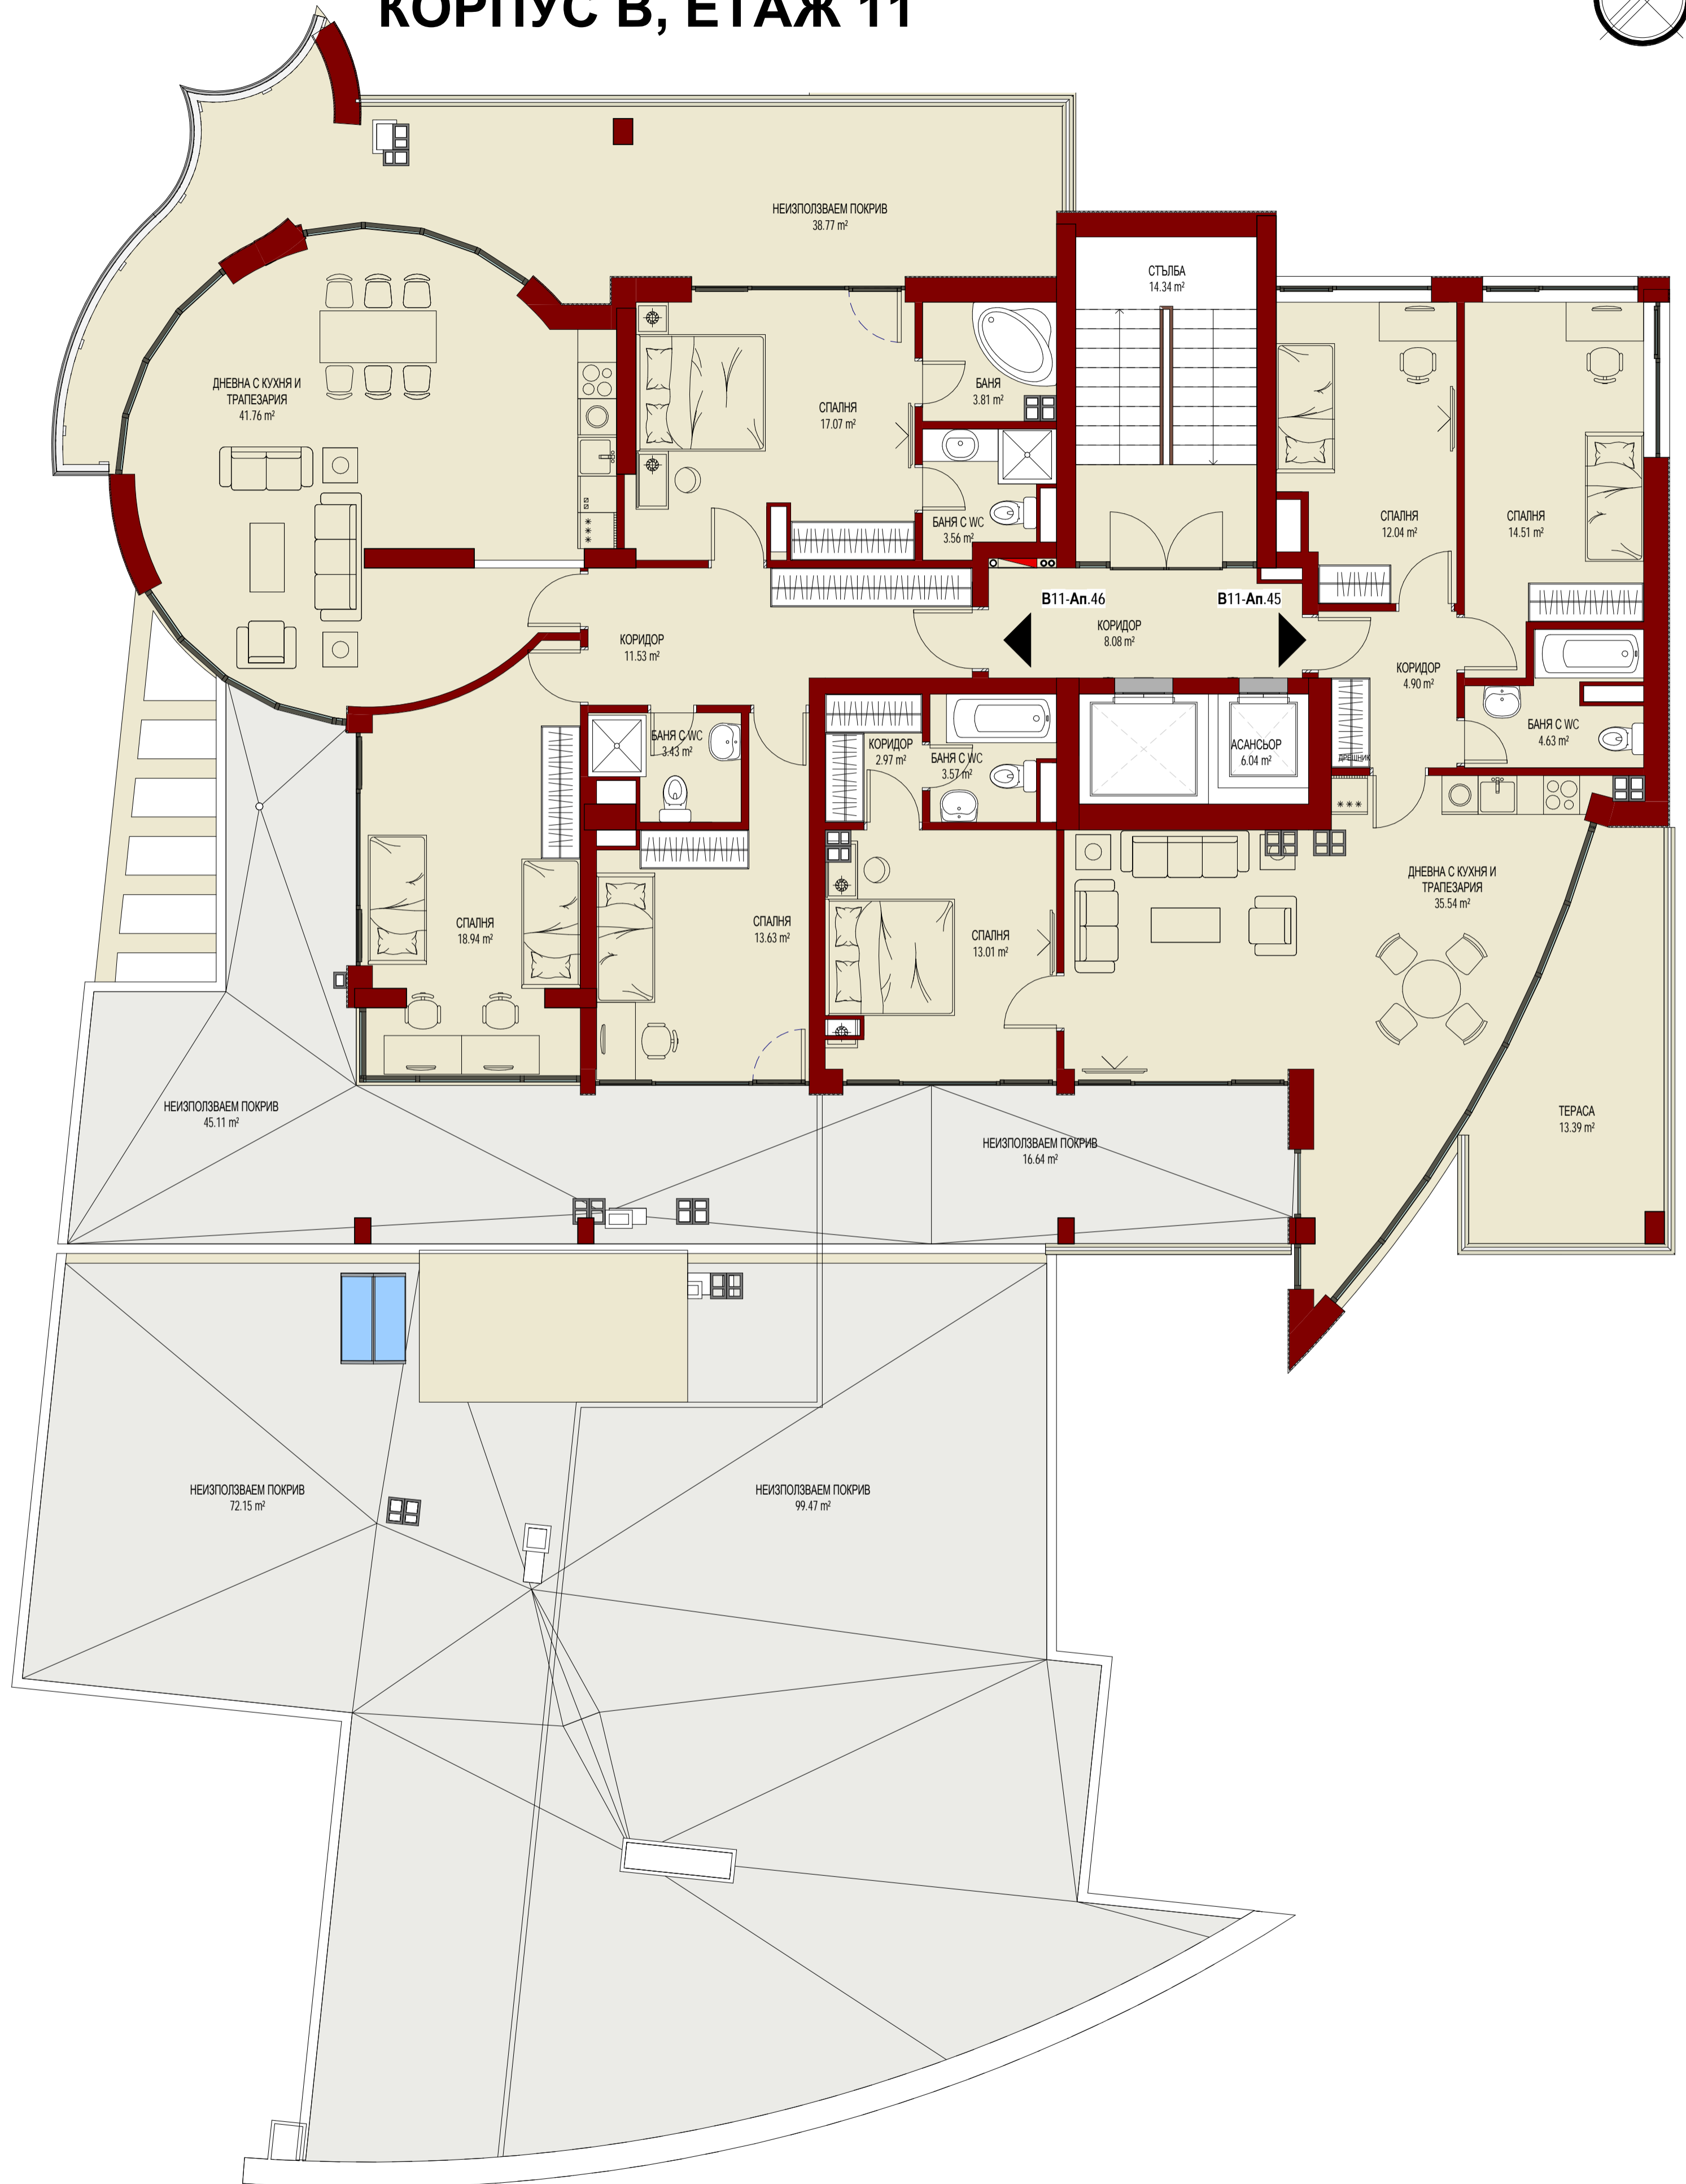 КОРПУС В, ЕТАЖ 11
НЕИЗПОЛЗВАЕМ ПОКРИВ
38.77 m²
СТЪЛБА
14.34 m²
ДНЕВНА С КУХНЯ И
ТРАПЕЗАРИЯ
41.76 m²
БАНЯ
3.81 m²
СПАЛНЯ
17.07 m²
БАНЯ С WC
3.56 m²
СПАЛНЯ
12.04 m²
СПАЛНЯ
14.51 m²
В11-Ап.46
В11-Ап.45
КОРИДОР
8.08 m²
КОРИДОР
11.53 m²
КОРИДОР
4.90 m²
БАНЯ С WC
4.63 m²
БАНЯ С WC
3.43 m²
КОРИДОР
2.97 m²
БАНЯ С WC
3.57 m²
АСАНСЬОР
6.04 m²
ДРЕШНИК
ДНЕВНА С КУХНЯ И
ТРАПЕЗАРИЯ
35.54 m²
СПАЛНЯ
18.94 m²
СПАЛНЯ
13.63 m²
СПАЛНЯ
13.01 m²
НЕИЗПОЛЗВАЕМ ПОКРИВ
45.11 m²
ТЕРАСА
13.39 m²
НЕИЗПОЛЗВАЕМ ПОКРИВ
16.64 m²
НЕИЗПОЛЗВАЕМ ПОКРИВ
72.15 m²
НЕИЗПОЛЗВАЕМ ПОКРИВ
99.47 m²